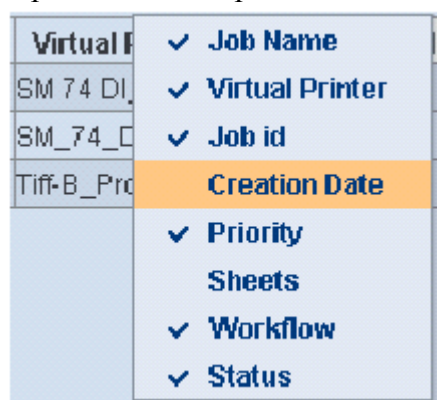 Virtual
Job Name
SM 74 DI
Virtual Printer
SM_74_D
Job id
Tiff-B_Pro
Creation Date
Priority
Sheets
Workflow
Status